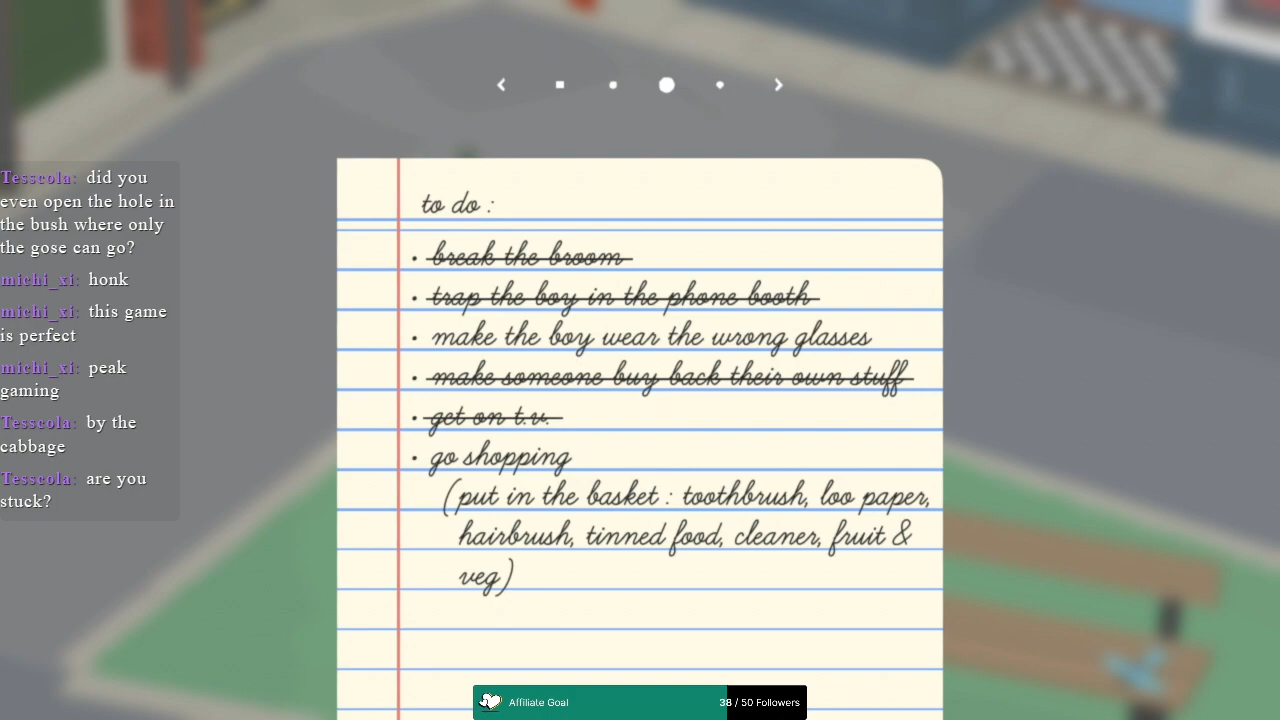 Tesscola: did you
even open the hole in
the bush where only
the gose can go?
michi_xi: honk
michi_xi: this game
is perfect
michi_xi: peak
gaming
Tesscola: by the
cabbage
Tesscola: are you
stuck?
to do :
• break the broom
• trap the boy in the phone booth
• make the boy wear the wrong glasses
• make someone buy back their own stuff
• get on t.v.
• go shopping
(put in the basket : toothbrush, loo paper,
hairbrush, tinned food, cleaner, fruit &
veg)
Affiliate Goal
38 / 50 Followers